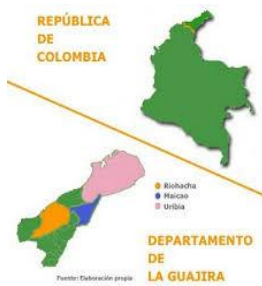 REPÚBLICA
DE
COLOMBIA
Riohacha
Maicao
Uribia
DEPARTAMENTO
DE
LA GUAJIRA
Fuente: Elaboración propia